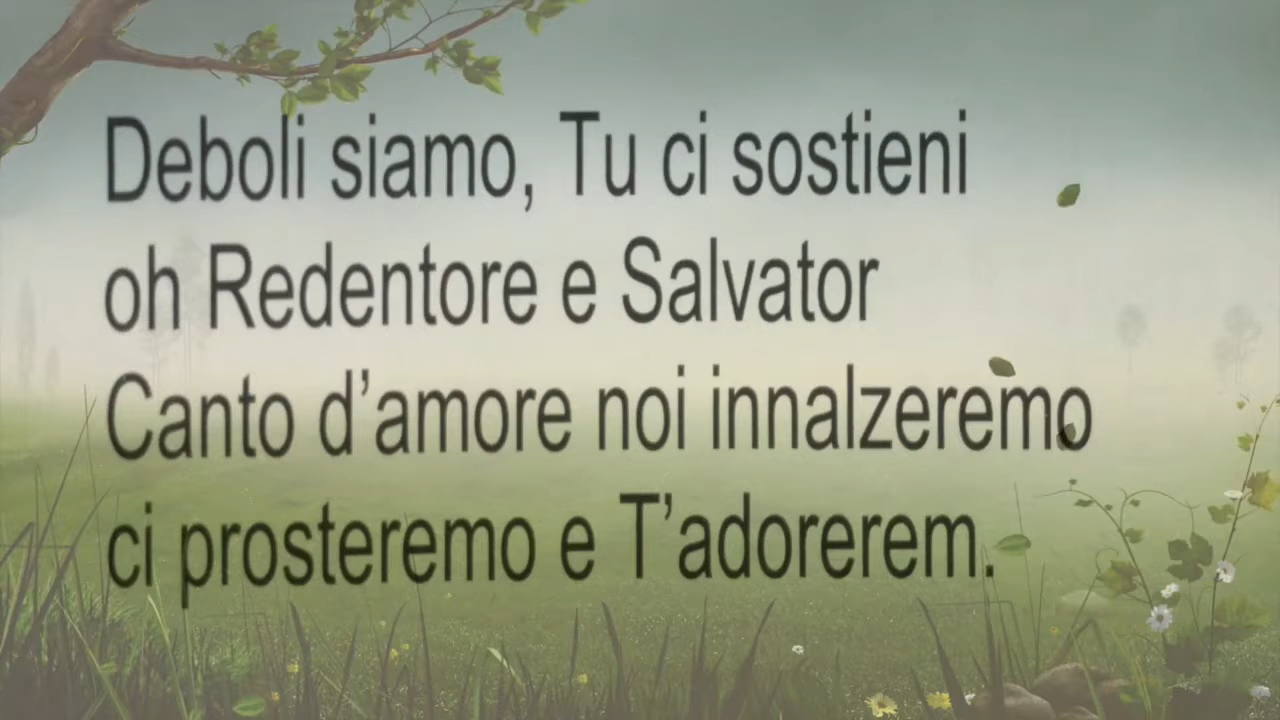 Deboli siamo, Tu ci sostieni
oh Redentore e Salvator
Canto d’amore noi innalzeremo
ci prosteremo e T’adorerem.